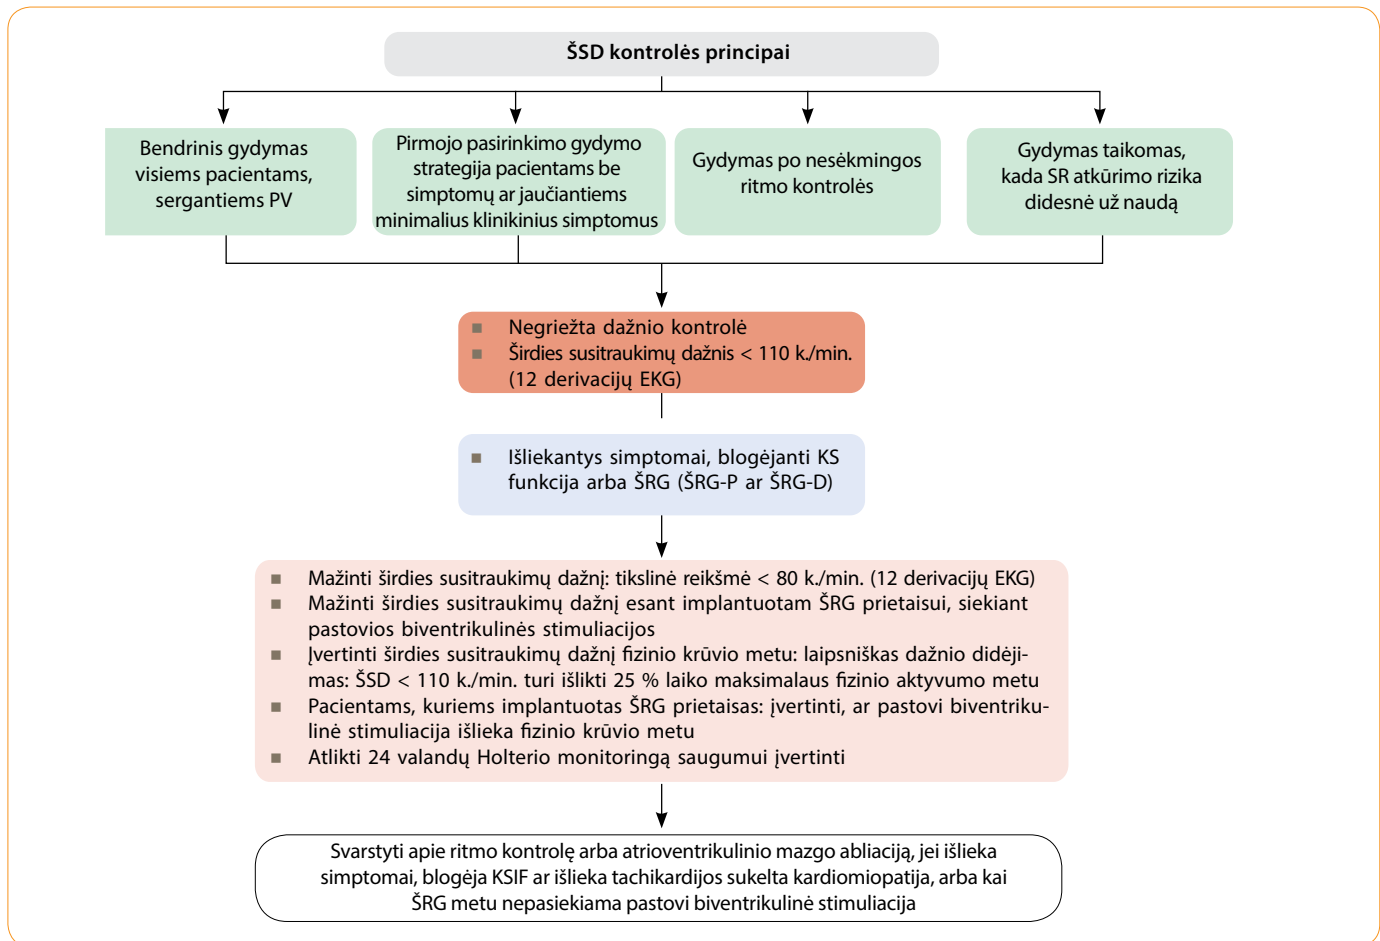 ŠSD kontrolės principai
Bendrinis gydymas
visiems pacientams,
sergantiems PV
Pirmojo pasirinkimo gydymo
strategija pacientams be
simptomų ar jaučiantiems
minimalius klinikinius simptomus
Gydymas po nesėkmingos
ritmo kontrolės
Gydymas taikomas,
kada SR atkūrimo rizika
didesnė už naudą
■ Negriežta dažnio kontrolė
■ Širdies susitraukimų dažnis < 110 k./min.
(12 derivacijų EKG)
■ Išliekantys simptomai, blogėjanti KS
funkcija arba ŠRG (ŠRG-P ar ŠRG-D)
■ Mažinti širdies susitraukimų dažnį: tikslinė reikšmė < 80 k./min. (12 derivacijų EKG)
■ Mažinti širdies susitraukimų dažnį esant implantuotam ŠRG prietaisui, siekiant
pastovios biventrikulinės stimuliacijos
■ Įvertinti širdies susitraukimų dažnį fizinio krūvio metu: laipsniškas dažnio didėji-
mas: ŠSD < 110 k./min. turi išlikti 25 % laiko maksimalaus fizinio aktyvumo metu
■ Pacientams, kuriems implantuotas ŠRG prietaisas: įvertinti, ar pastovi biventriku-
linė stimuliacija išlieka fizinio krūvio metu
■ Atlikti 24 valandų Holterio monitoringą saugumui įvertinti
Svarstyti apie ritmo kontrolę arba atrioventrikulinio mazgo abliaciją, jei išlieka
simptomai, blogėja KSIF ar išlieka tachikardijos sukelta kardiomiopatija, arba kai
ŠRG metu nepasiekiama pastovi biventrikulinė stimuliacija